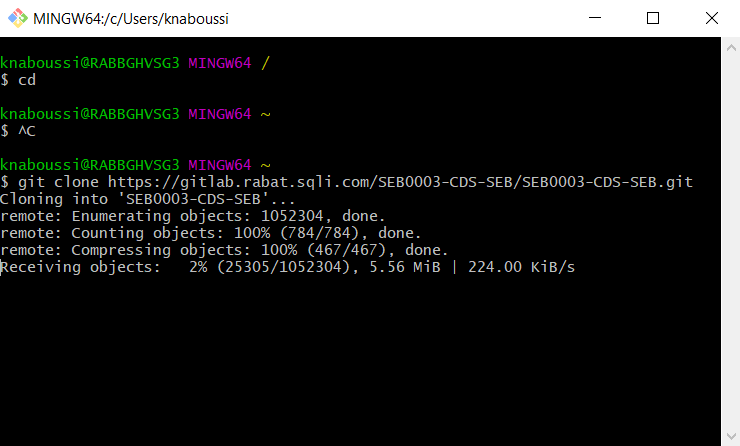 MINGW64:/c/Users/knaboussi
knaboussi@RABBGHVSG3 MINGW64 /
$ cd
knaboussi@RABBGHVSG3 MINGW64 ~
$ ^C
knaboussi@RABBGHVSG3 MINGW64 ~
$ git clone https://gitlab.rabat.sqli.com/SEB0003-CDS-SEB/SEB0003-CDS-SEB.git
Cloning into 'SEB0003-CDS-SEB'...
remote: Enumerating objects: 1052304, done.
remote: Counting objects: 100% (784/784), done.
remote: Compressing objects: 100% (467/467), done.
Receiving objects:   2% (25305/1052304), 5.56 MiB | 224.00 KiB/s